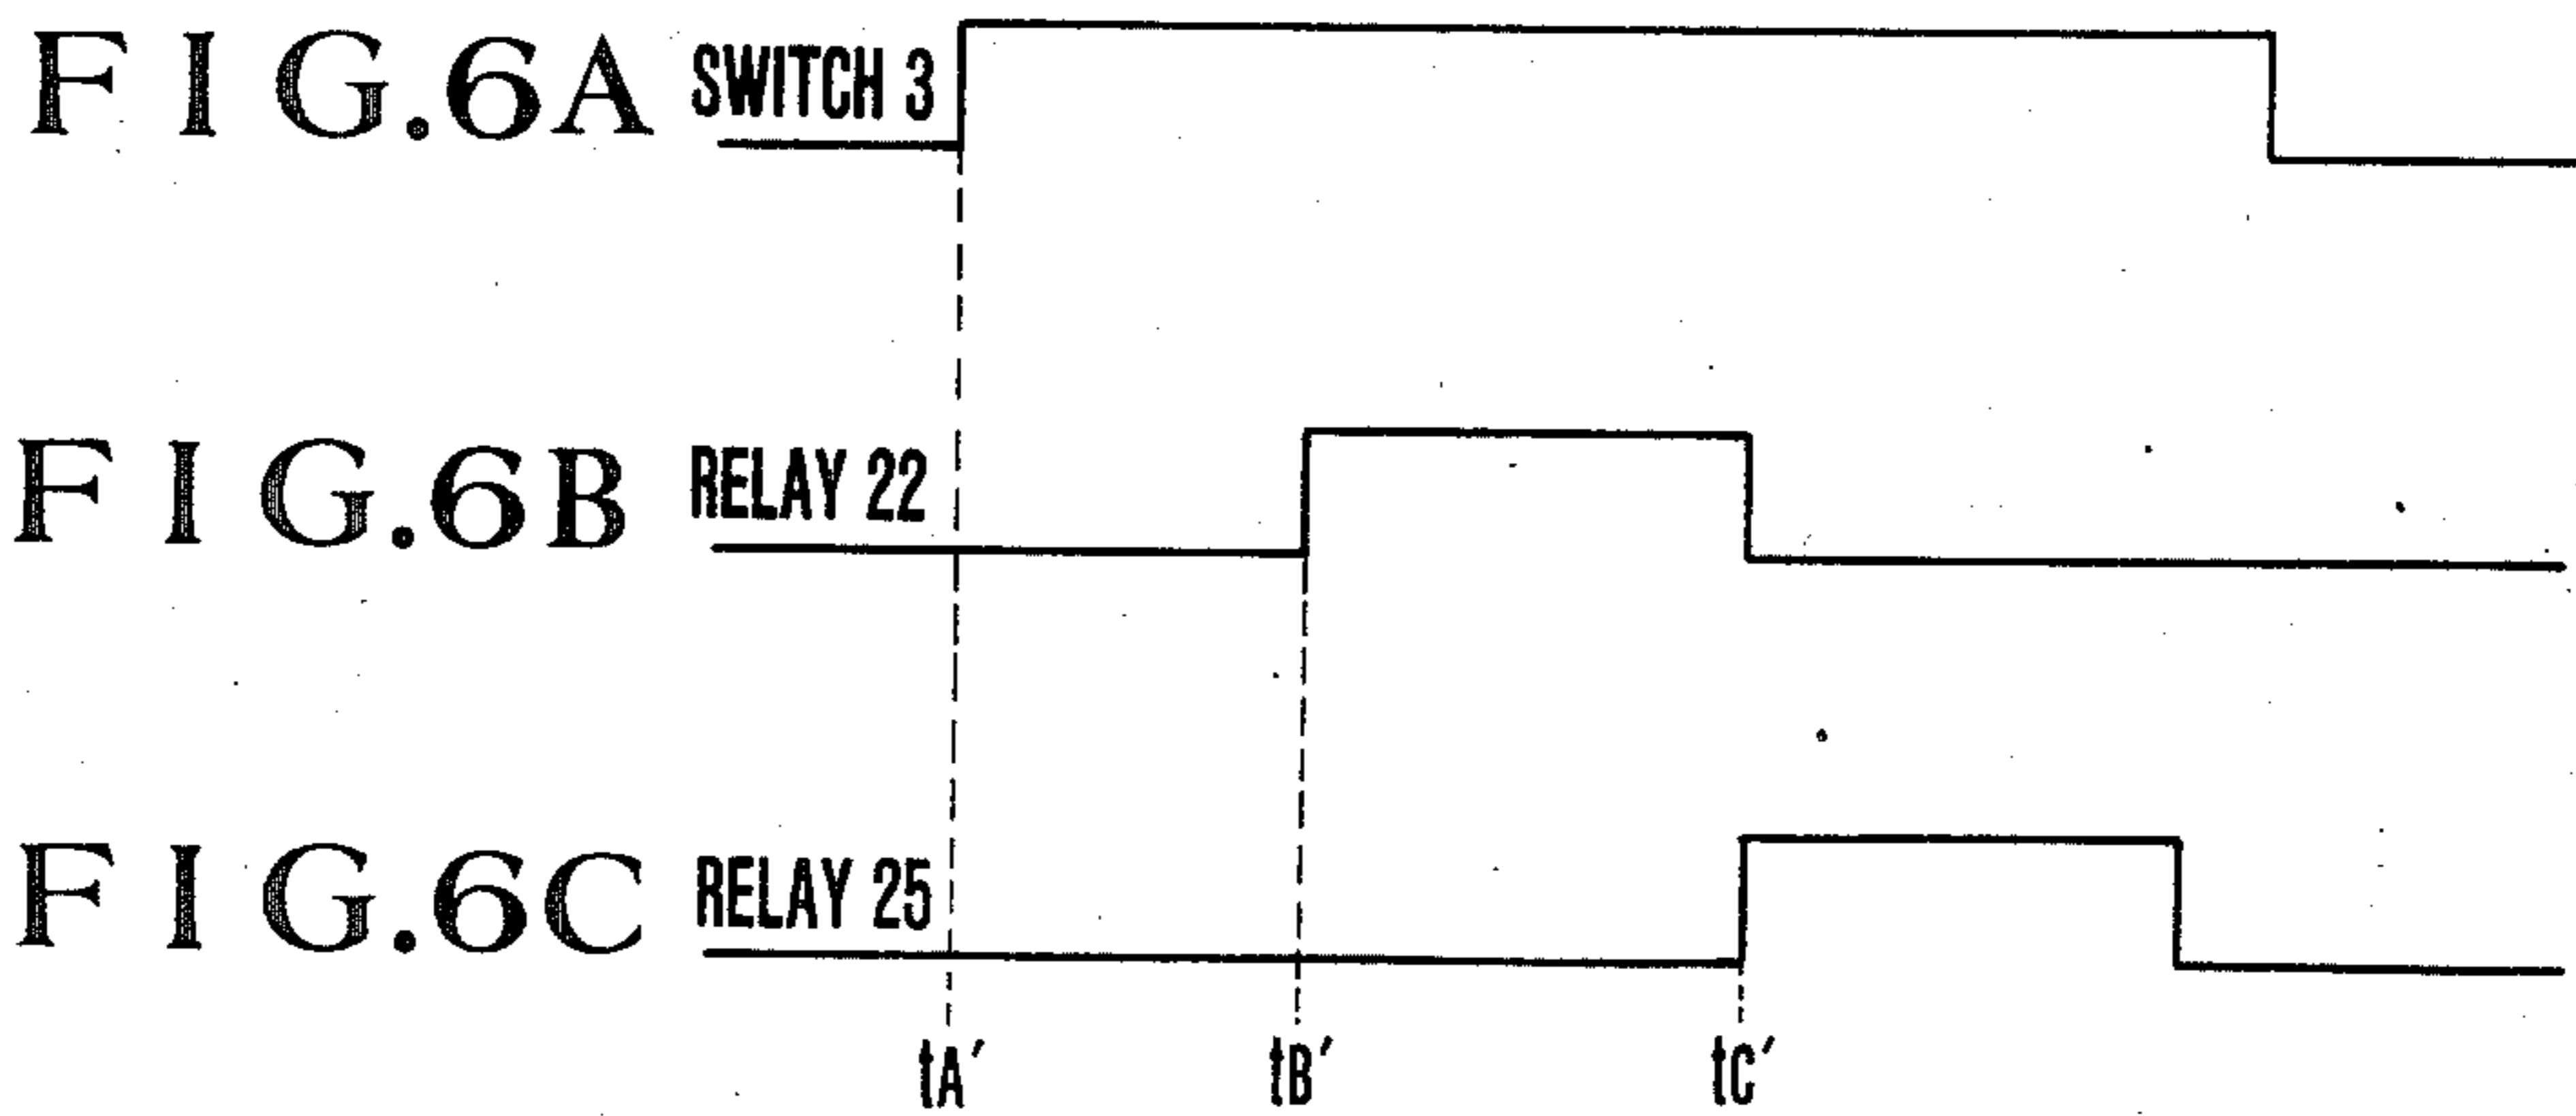 FIG.6A SWITCH 3
FIG.6B RELAY 22
FIG.6C RELAY 25
tA' tB' tC'